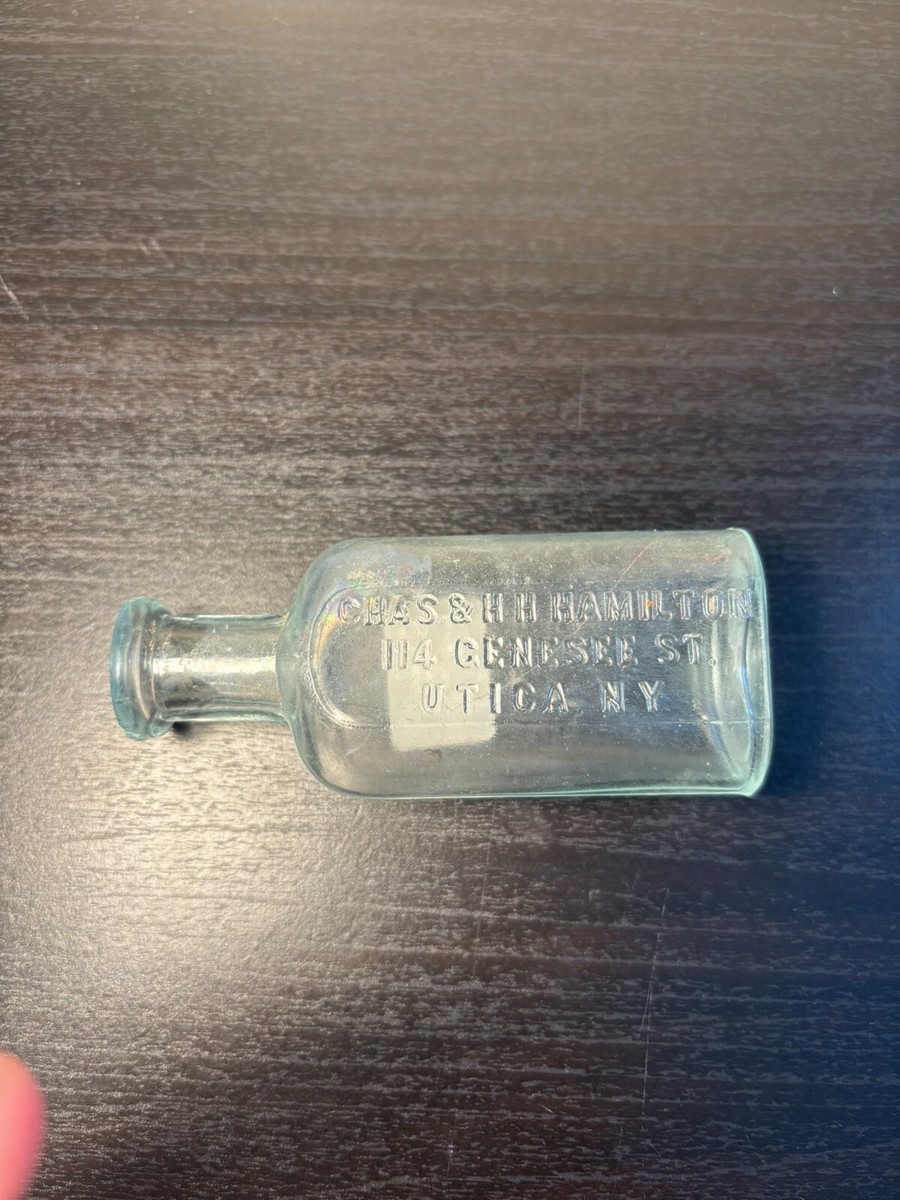 CHAS & H H HAMILTON
114 GENESEE ST.
UTICA NY